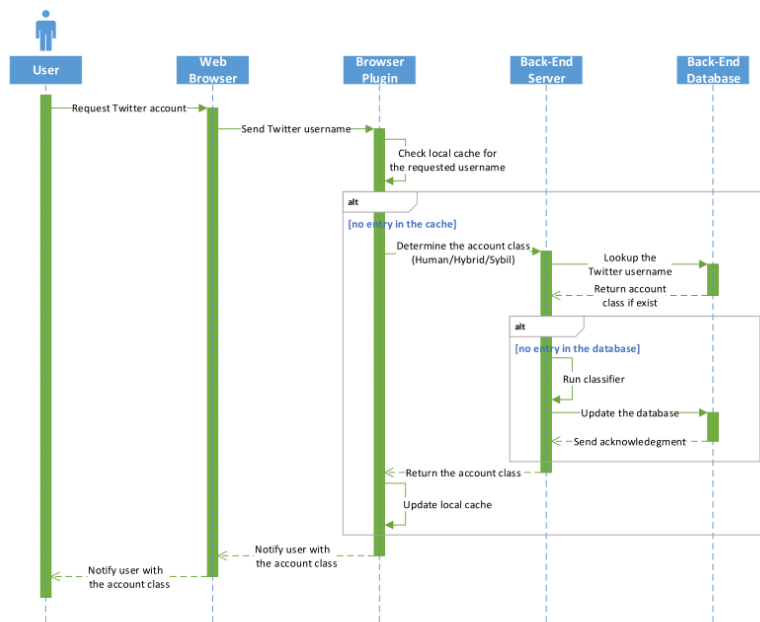 User
Web
Browser
Browser
Plugin
Back-End
Server
Back-End
Database
Request Twitter account
Send Twitter username
Check local cache for
the requested username
alt
[no entry in the cache]
Determine the account class
(Human/Hybrid/Sybil)
Lookup the
Twitter username
Return account
class if exist
alt
[no entry in the database]
Run classifier
Update the database
Send acknowledegment
Return the account class
Update local cache
Notify user with
the account class
Notify user with
the account class